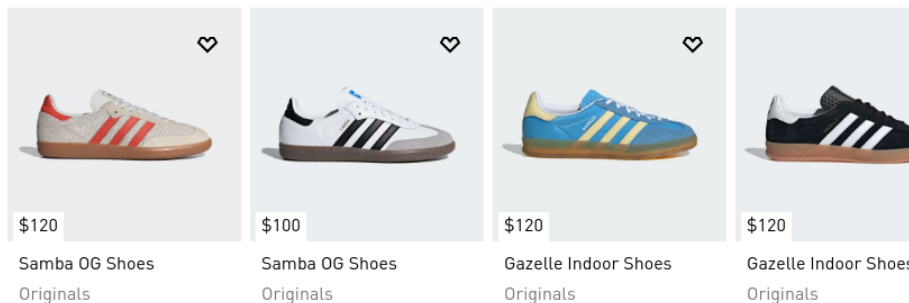 $120
$100
$120
$120
Samba OG Shoes
Samba OG Shoes
Gazelle Indoor Shoes
Gazelle Indoor Shoes
Originals
Originals
Originals
Originals